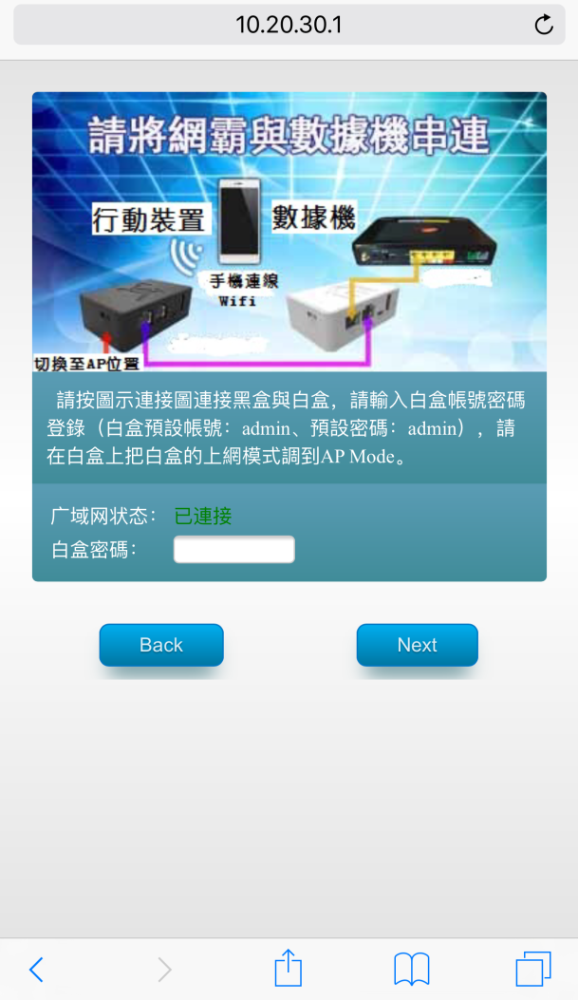 10.20.30.1
請將網霸與數據機串連
行動裝置
數據機
手機連線
Wifi
切換至AP位置
請按圖示連接圖連接黑盒與白盒，請輸入白盒帳號密碼
登錄（白盒預設帳號：admin、預設密碼：admin），請
在白盒上把白盒的上網模式調到AP Mode。
广域网状态： 已連接
白盒密碼：
Back
Next